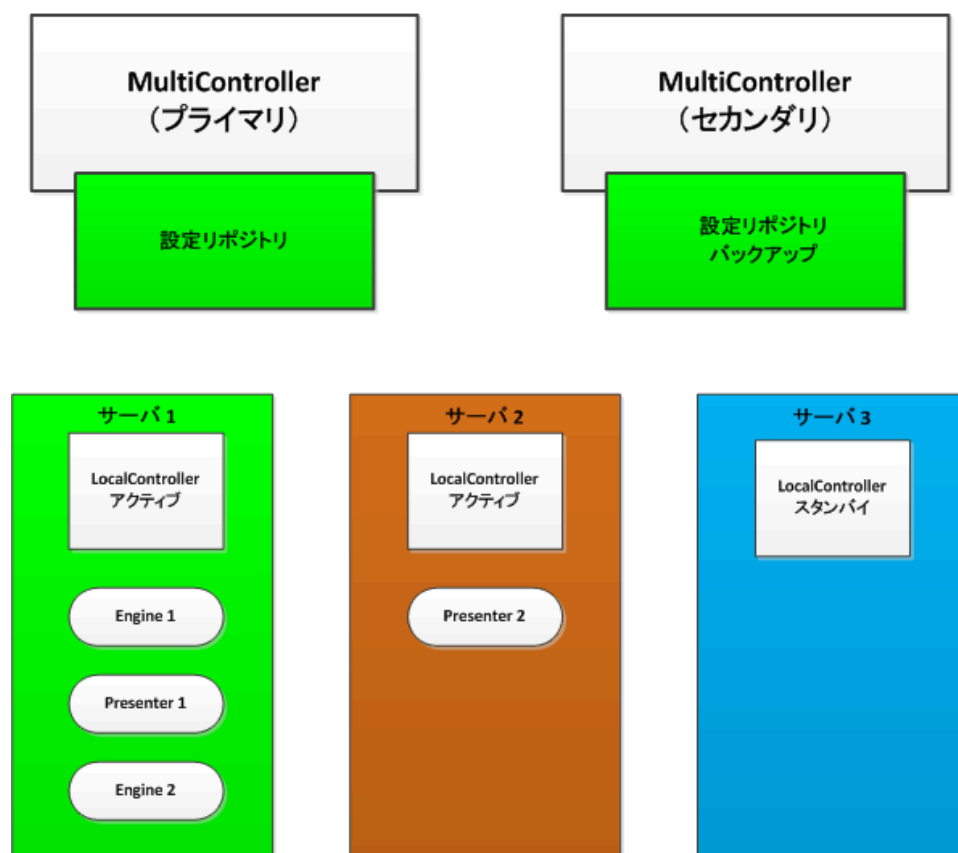 MultiController
（プライマリ）
設定リポジトリ
MultiController
（セカンダリ）
設定リポジトリ
バックアップ
サーバ 1
LocalController
アクティブ
Engine 1
Presenter 1
Engine 2
サーバ 2
LocalController
アクティブ
Presenter 2
サーバ 3
LocalController
スタンバイ